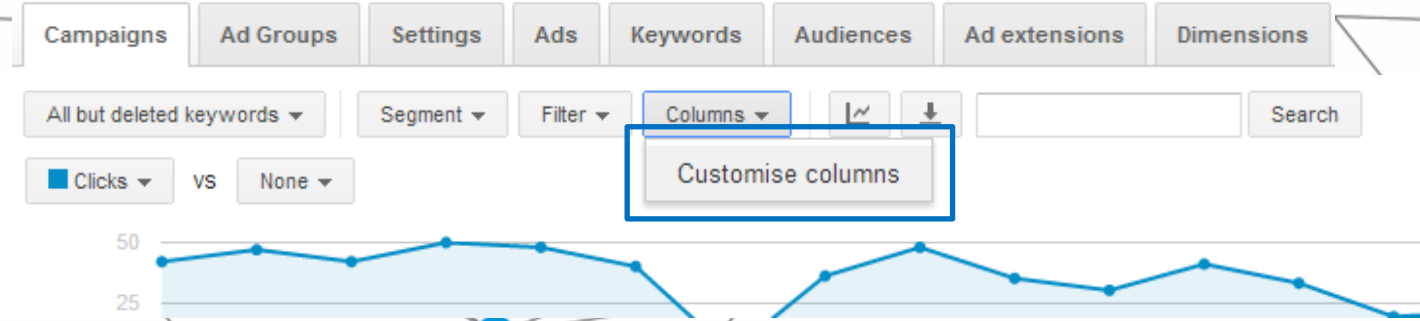 Campaigns Ad Groups Settings Ads Keywords Audiences Ad extensions Dimensions
All but deleted keywords Segment Filter Columns Search
Customise columns
Clicks VS None
50
25